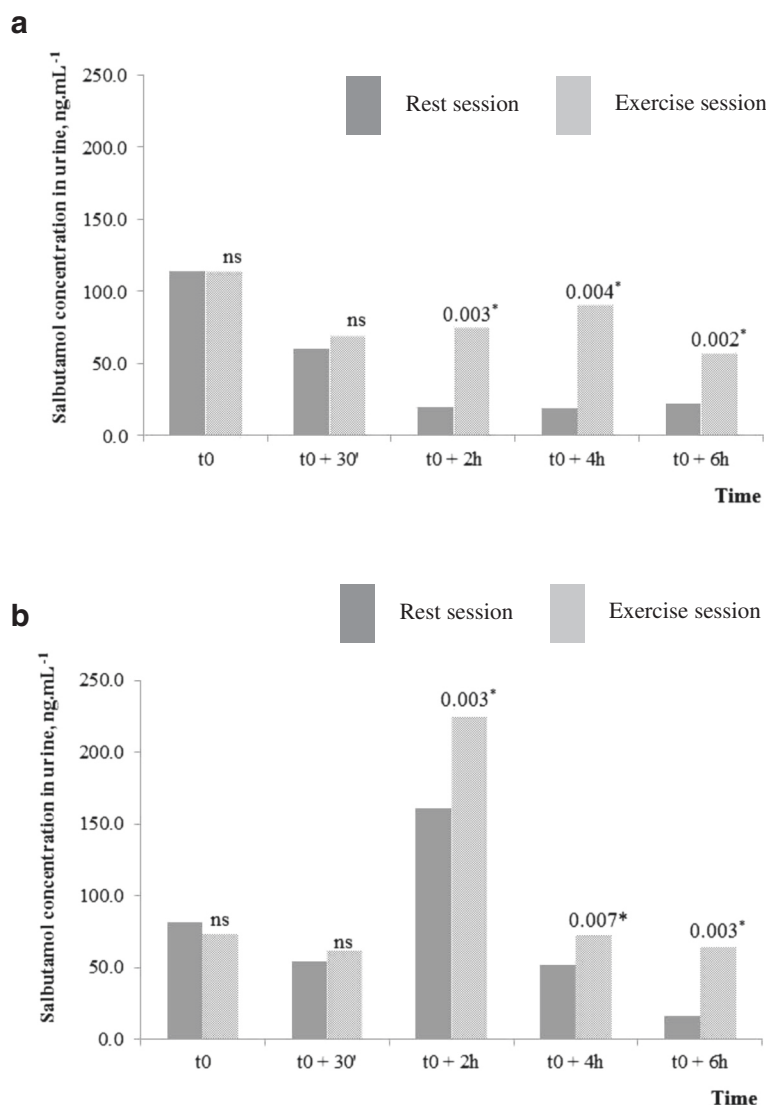 a
Salbutamol concentration in urine, ng.mL-1
250.0
200.0
150.0
100.0
50.0
0.0
Rest session
Exercise session
ns
ns
0.003*
0.004*
0.002*
t0
t0 + 30'
t0 + 2h
t0 + 4h
t0 + 6h
Time
b
Salbutamol concentration in urine, ng.mL-1
Rest session
Exercise session
250.0
200.0
150.0
100.0
50.0
0.0
ns
ns
0.003*
0.007*
0.003*
t0
t0 + 30'
t0 + 2h
t0 + 4h
t0 + 6h
Time